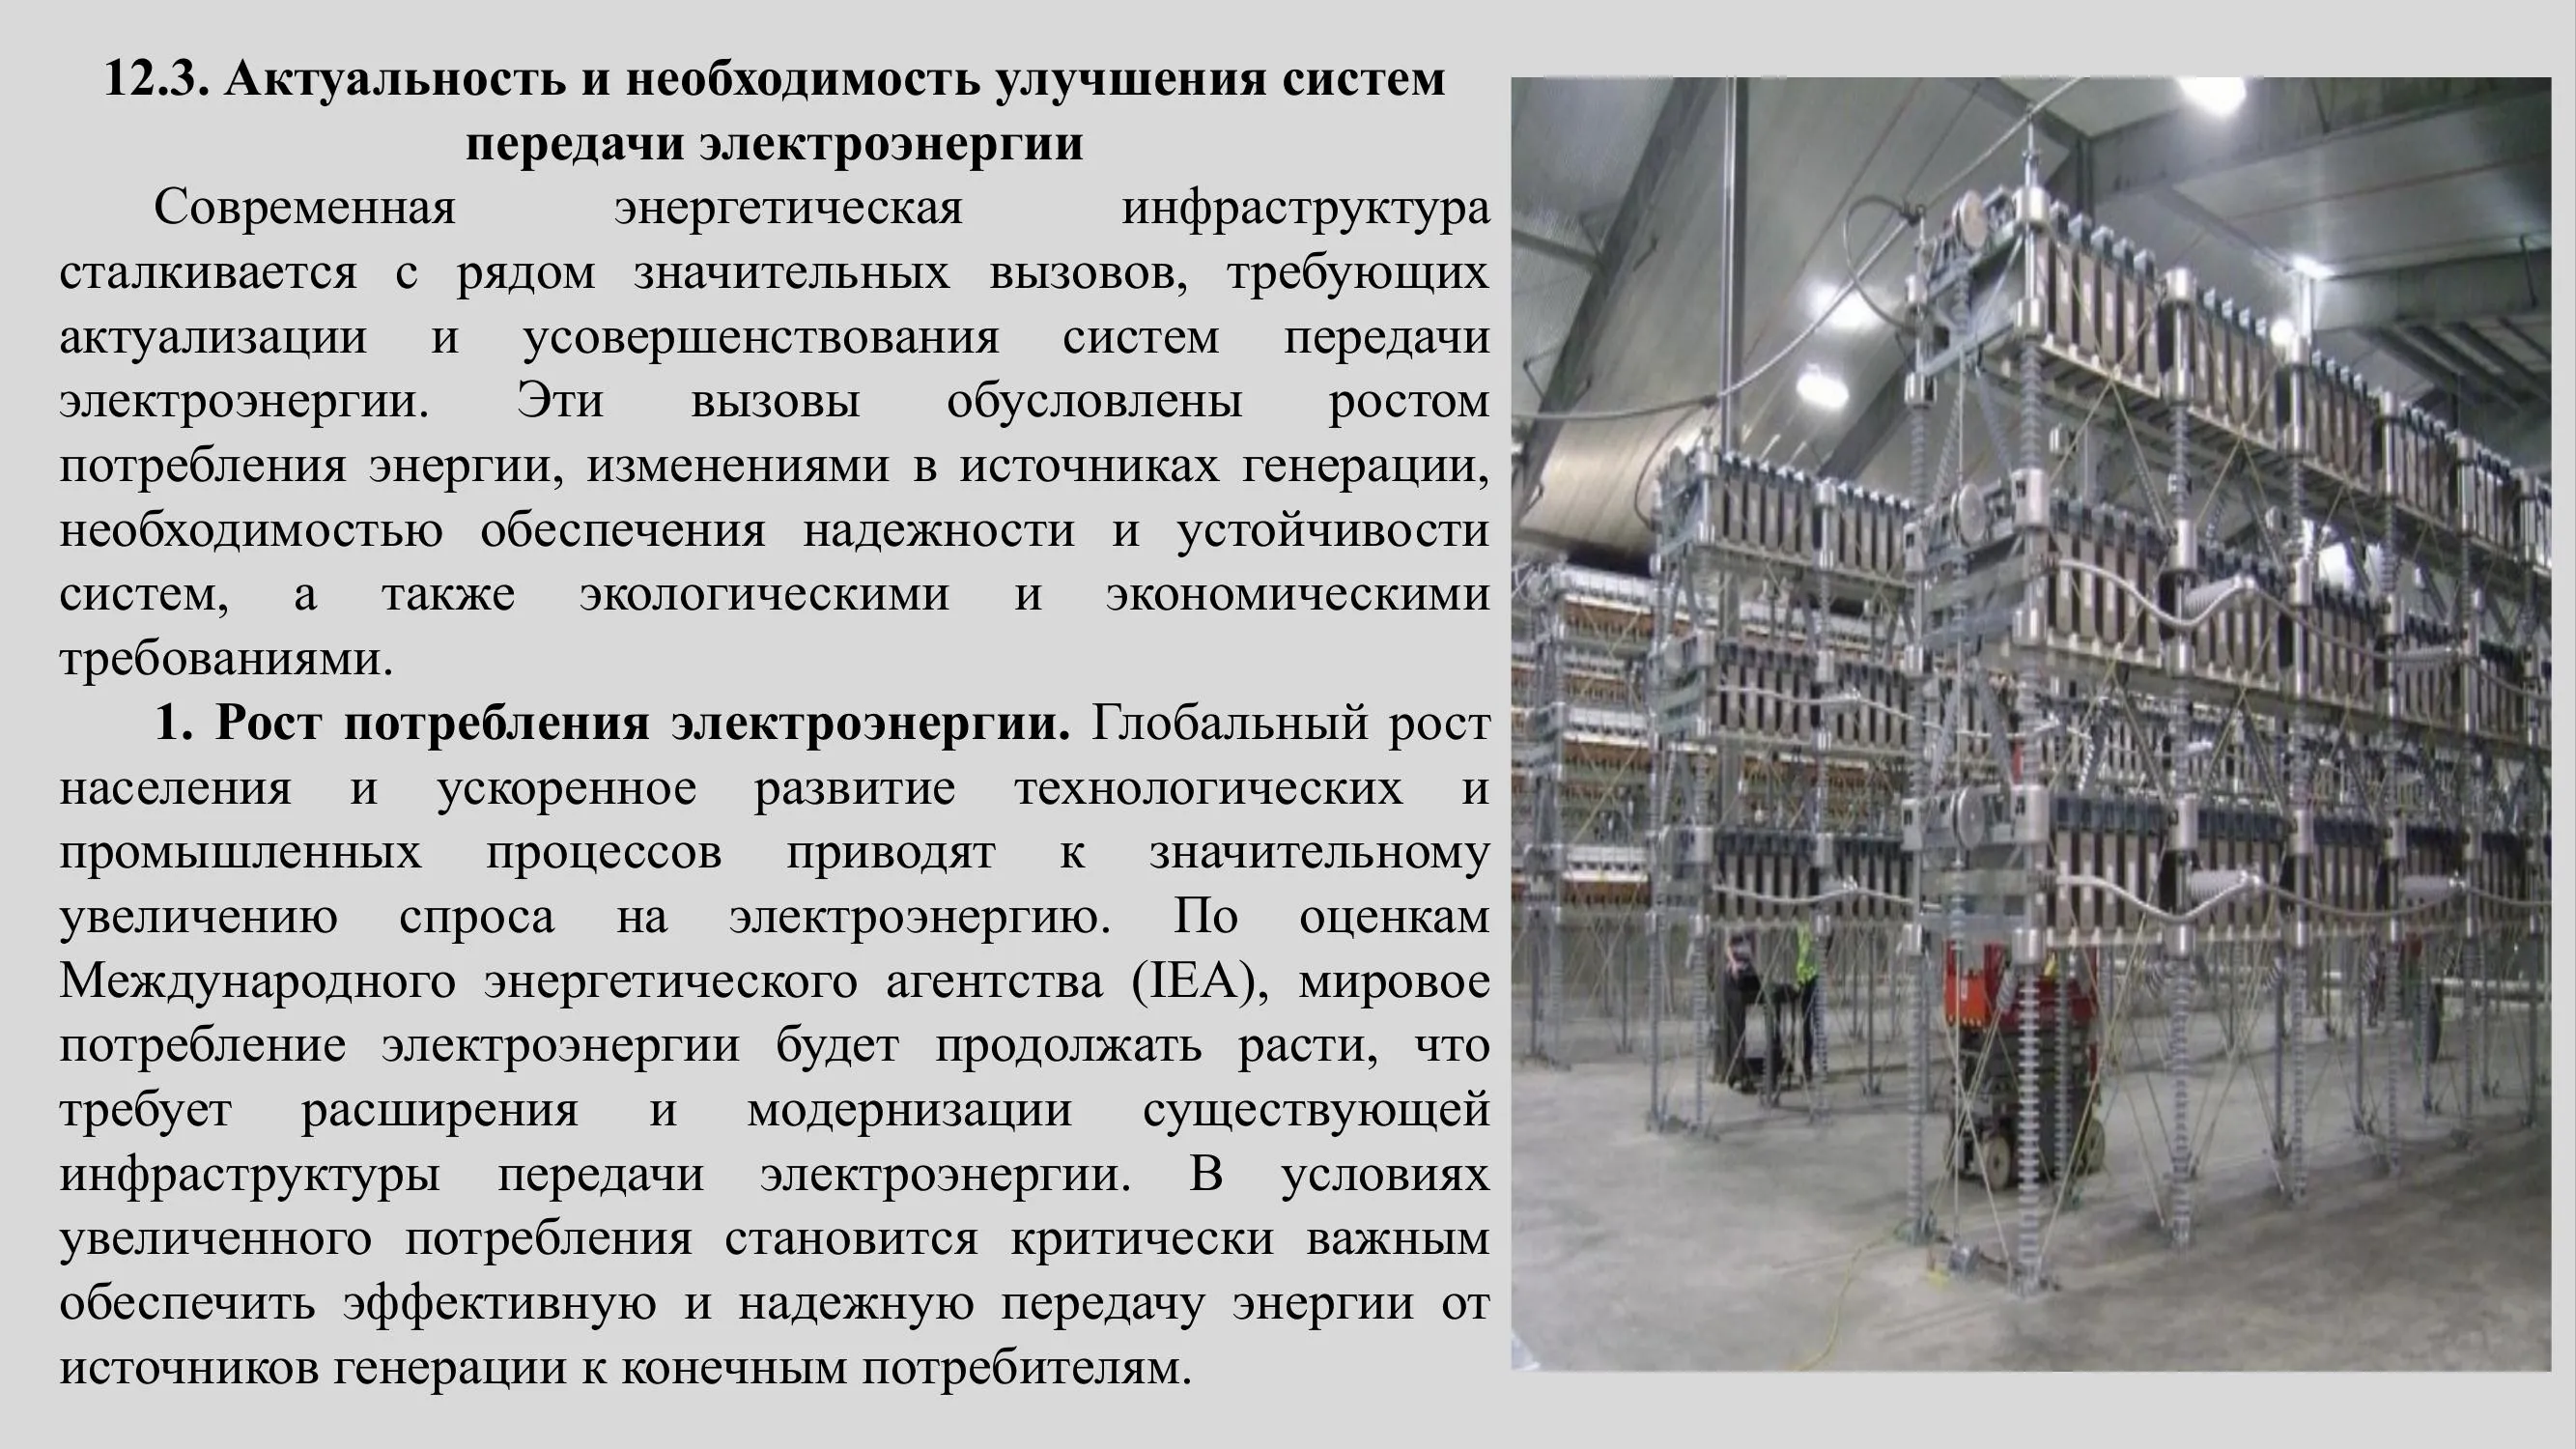 12.3. Актуальность и необходимость улучшения систем
передачи электроэнергии
Современная энергетическая инфраструктура
сталкивается с рядом значительных вызовов, требующих
актуализации и усовершенствования систем передачи
электроэнергии. Эти вызовы обусловлены ростом
потребления энергии, изменениями в источниках генерации,
необходимостью обеспечения надежности и устойчивости
систем, а также экологическими и экономическими
требованиями.
1. Рост потребления электроэнергии. Глобальный рост
населения и ускоренное развитие технологических и
промышленных процессов приводят к значительному
увеличению спроса на электроэнергию. По оценкам
Международного энергетического агентства (IEA), мировое
потребление электроэнергии будет продолжать расти, что
требует расширения и модернизации существующей
инфраструктуры передачи электроэнергии. В условиях
увеличенного потребления становится критически важным
обеспечить эффективную и надежную передачу энергии от
источников генерации к конечным потребителям.